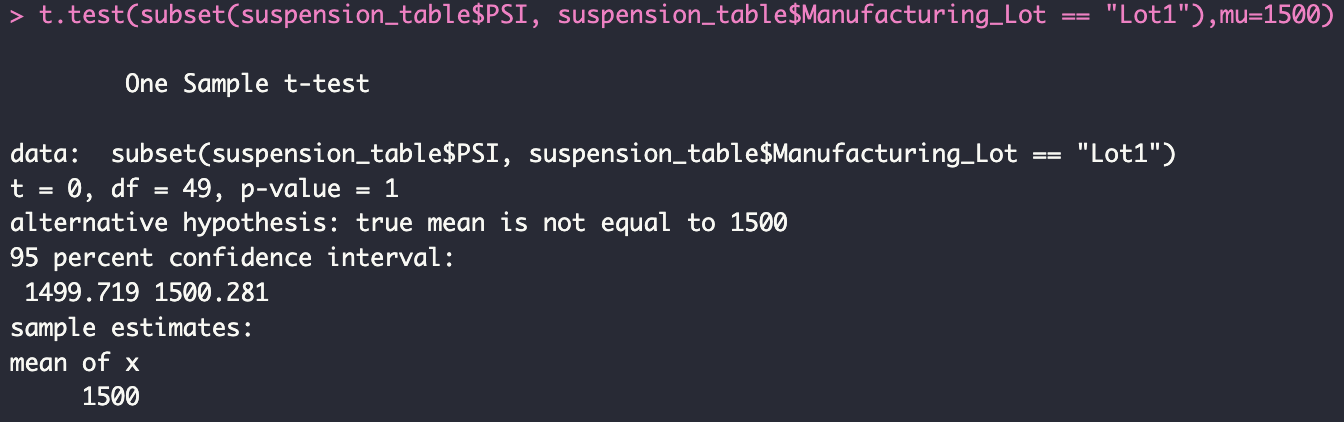 > t.test(subset(suspension_table$PSI, suspension_table$Manufacturing_Lot == "Lot1"),mu=1500)
One Sample t-test
data:  subset(suspension_table$PSI, suspension_table$Manufacturing_Lot == "Lot1")
t = 0, df = 49, p-value = 1
alternative hypothesis: true mean is not equal to 1500
95 percent confidence interval:
1499.719 1500.281
sample estimates:
mean of x
1500